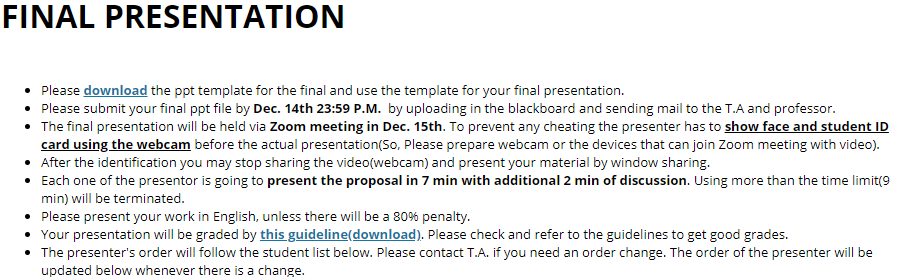 FINAL PRESENTATION
• Please download the ppt template for the final and use the template for your final presentation.
• Please submit your final ppt file by Dec. 14th 23:59 P.M. by uploading in the blackboard and sending mail to the T.A and professor.
• The final presentation will be held via Zoom meeting in Dec. 15th. To prevent any cheating the presenter has to show face and student ID
card using the webcam before the actual presentation(So, Please prepare webcam or the devices that can join Zoom meeting with video).
• After the identification you may stop sharing the video(webcam) and present your material by window sharing.
• Each one of the presentor is going to present the proposal in 7 min with additional 2 min of discussion. Using more than the time limit(9
min) will be terminated.
• Please present your work in English, unless there will be a 80% penalty.
• Your presentation will be graded by this guideline(download). Please check and refer to the guidelines to get good grades.
• The presenter's order will follow the student list below. Please contact T.A. if you need an order change. The order of the presenter will be
updated below whenever there is a change.